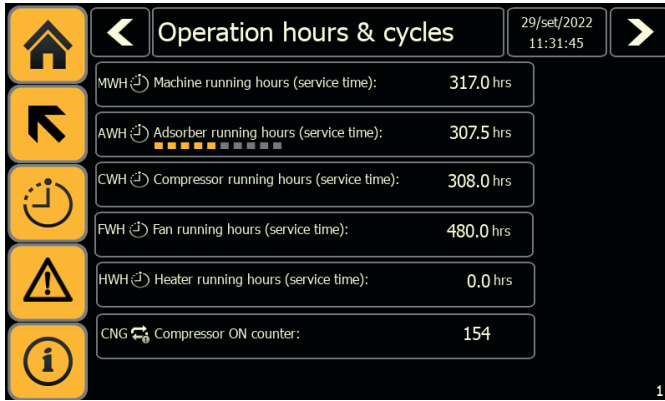 Operation hours & cycles
29/set/2022
11:31:45
MWH Machine running hours (service time): 317.0 hrs
AWH Adsorber running hours (service time): 307.5 hrs
CWH Compressor running hours (service time): 308.0 hrs
FWH Fan running hours (service time): 480.0 hrs
HWH Heater running hours (service time): 0.0 hrs
CNG Compressor ON counter: 154
i
1